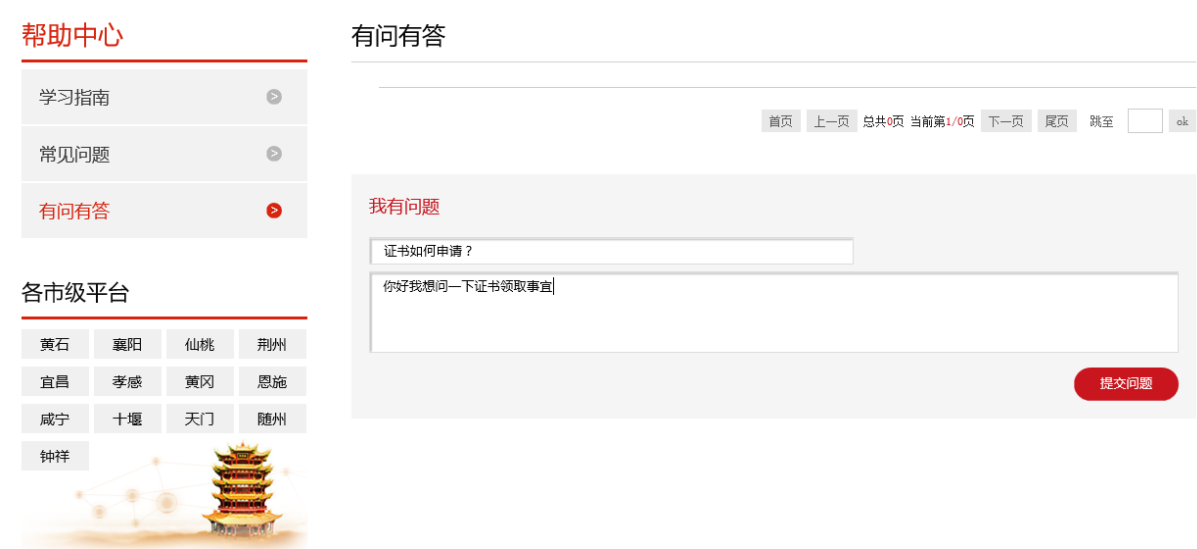 帮助中心
学习指南
常见问题
有问有答
各市级平台
黄石 襄阳 仙桃 荆州
宜昌 孝感 黄冈 恩施
咸宁 十堰 天门 随州
钟祥
有问有答
首页 上一页 总共0页 当前第1/0页 下一页 尾页 跳至 ok
我有问题
证书如何申请？
你好我想问一下证书领取事宜
提交问题